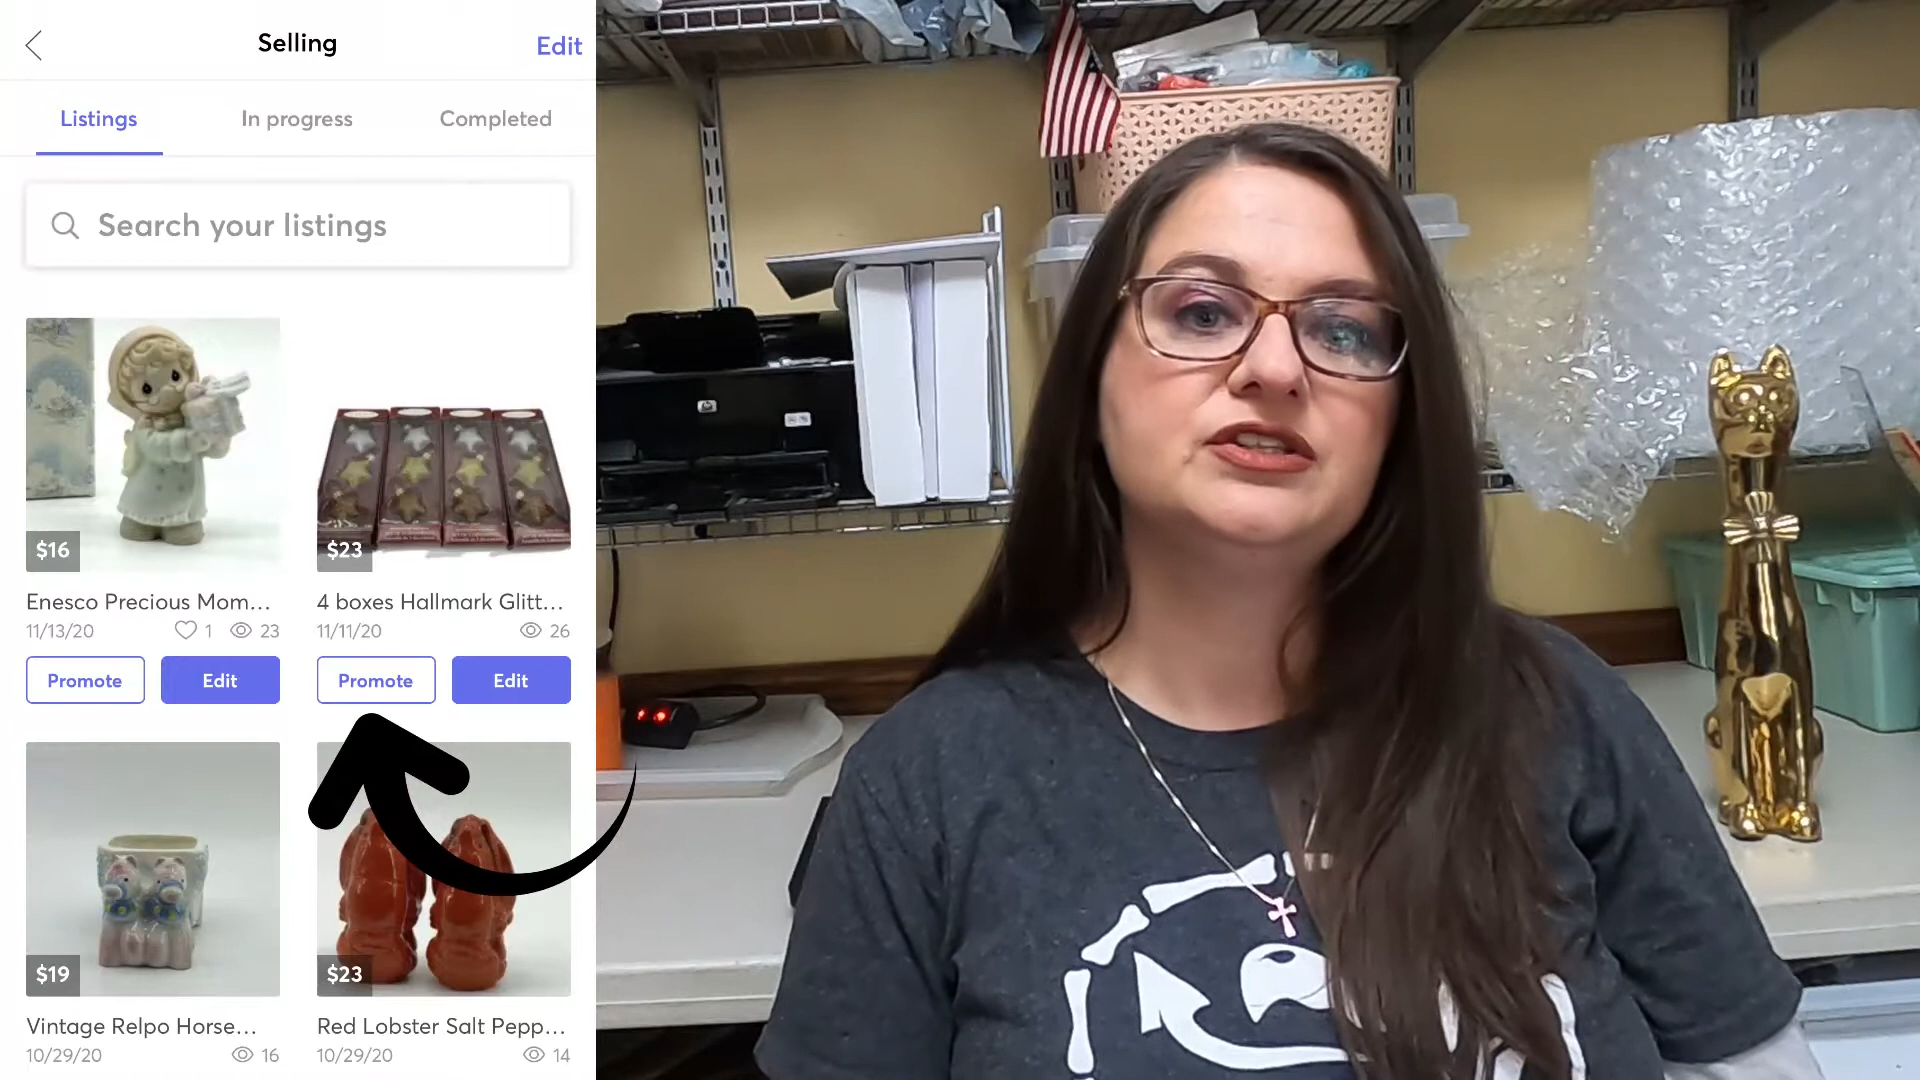 Selling
Edit
Listings
In progress
Completed
Search your listings
$16
$23
Enesco Precious Mom...
4 boxes Hallmark Glitt...
11/13/20
1
23
11/11/20
26
Promote
Edit
Promote
Edit
$19
$23
Vintage Relpo Horse...
Red Lobster Salt Pepp...
10/29/20
16
10/29/20
14